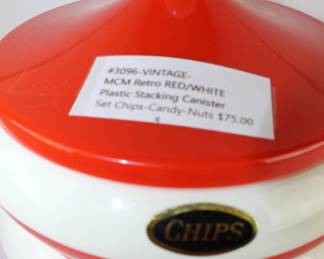 #3096-VINTAGE-
MCM Retro RED/WHITE
Plastic Stacking Canister
Set Chips-Candy-Nuts $75.00
CHIPS